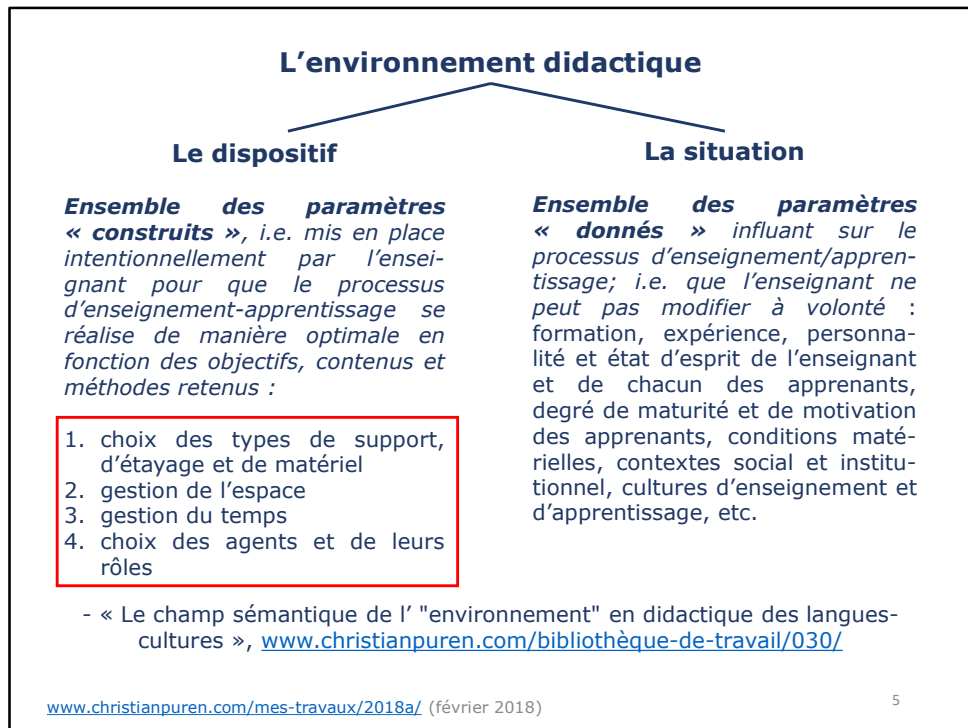 L’environnement didactique
Le dispositif
Ensemble des paramètres
« construits », i.e. mis en place
intentionnellement par l’ensei-
gnant pour que le processus
d’enseignement-apprentissage se
réalise de manière optimale en
fonction des objectifs, contenus et
méthodes retenus :
1. choix des types de support,
d’étayage et de matériel
2. gestion de l’espace
3. gestion du temps
4. choix des agents et de leurs
rôles
La situation
Ensemble des paramètres
« donnés » influant sur le
processus d’enseignement/appren-
tissage; i.e. que l’enseignant ne
peut pas modifier à volonté :
formation, expérience, personna-
lité et état d’esprit de l’enseignant
et de chacun des apprenants,
degré de maturité et de motivation
des apprenants, conditions maté-
rielles, contextes social et institu-
tionnel, cultures d’enseignement et
d’apprentissage, etc.
- « Le champ sémantique de l’ "environnement" en didactique des langues-
cultures », www.christianpuren.com/bibliothèque-de-travail/030/
www.christianpuren.com/mes-travaux/2018a/ (février 2018)
5